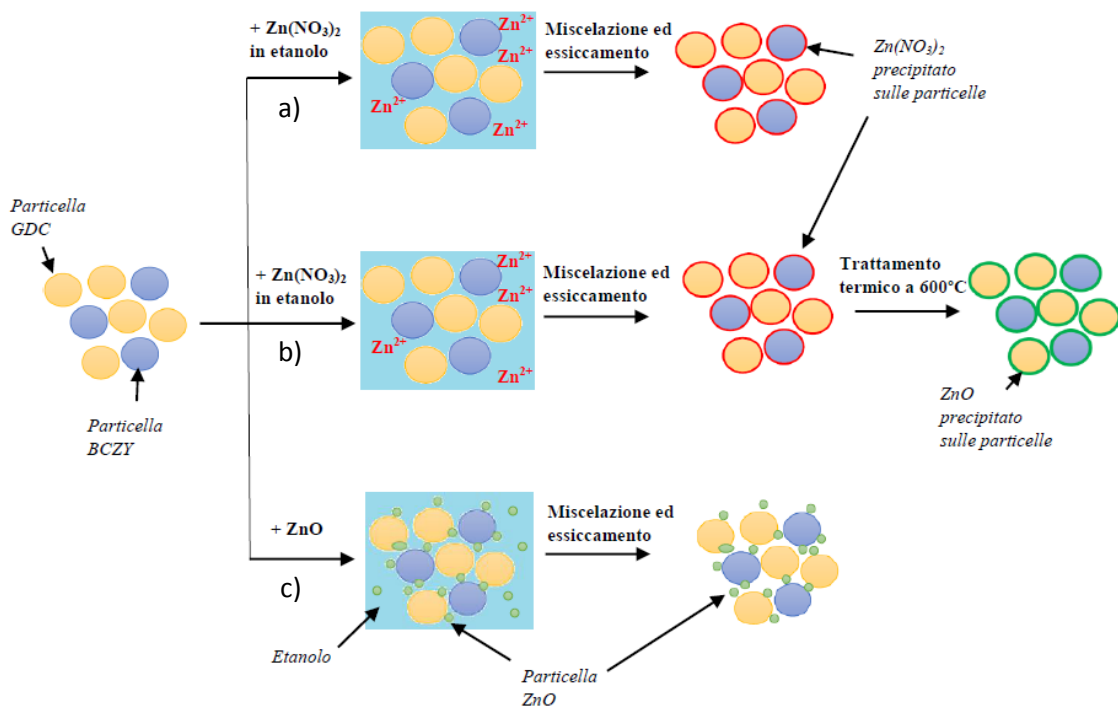 + Zn(NO₃)₂
in etanolo
a)
Zn²⁺
Zn²⁺
Zn²⁺
Zn²⁺
Miscelazione ed
essiccamento
Zn(NO₃)₂
precipitato
sulle particelle
Particella
GDC
Particella
BCZY
+ Zn(NO₃)₂
in etanolo
b)
Zn²⁺
Zn²⁺
Zn²⁺
Zn²⁺
Miscelazione ed
essiccamento
Trattamento
termico a 600°C
ZnO
precipitato
sulle particelle
+ ZnO
c)
Miscelazione ed
essiccamento
Etanolo
Particella
ZnO